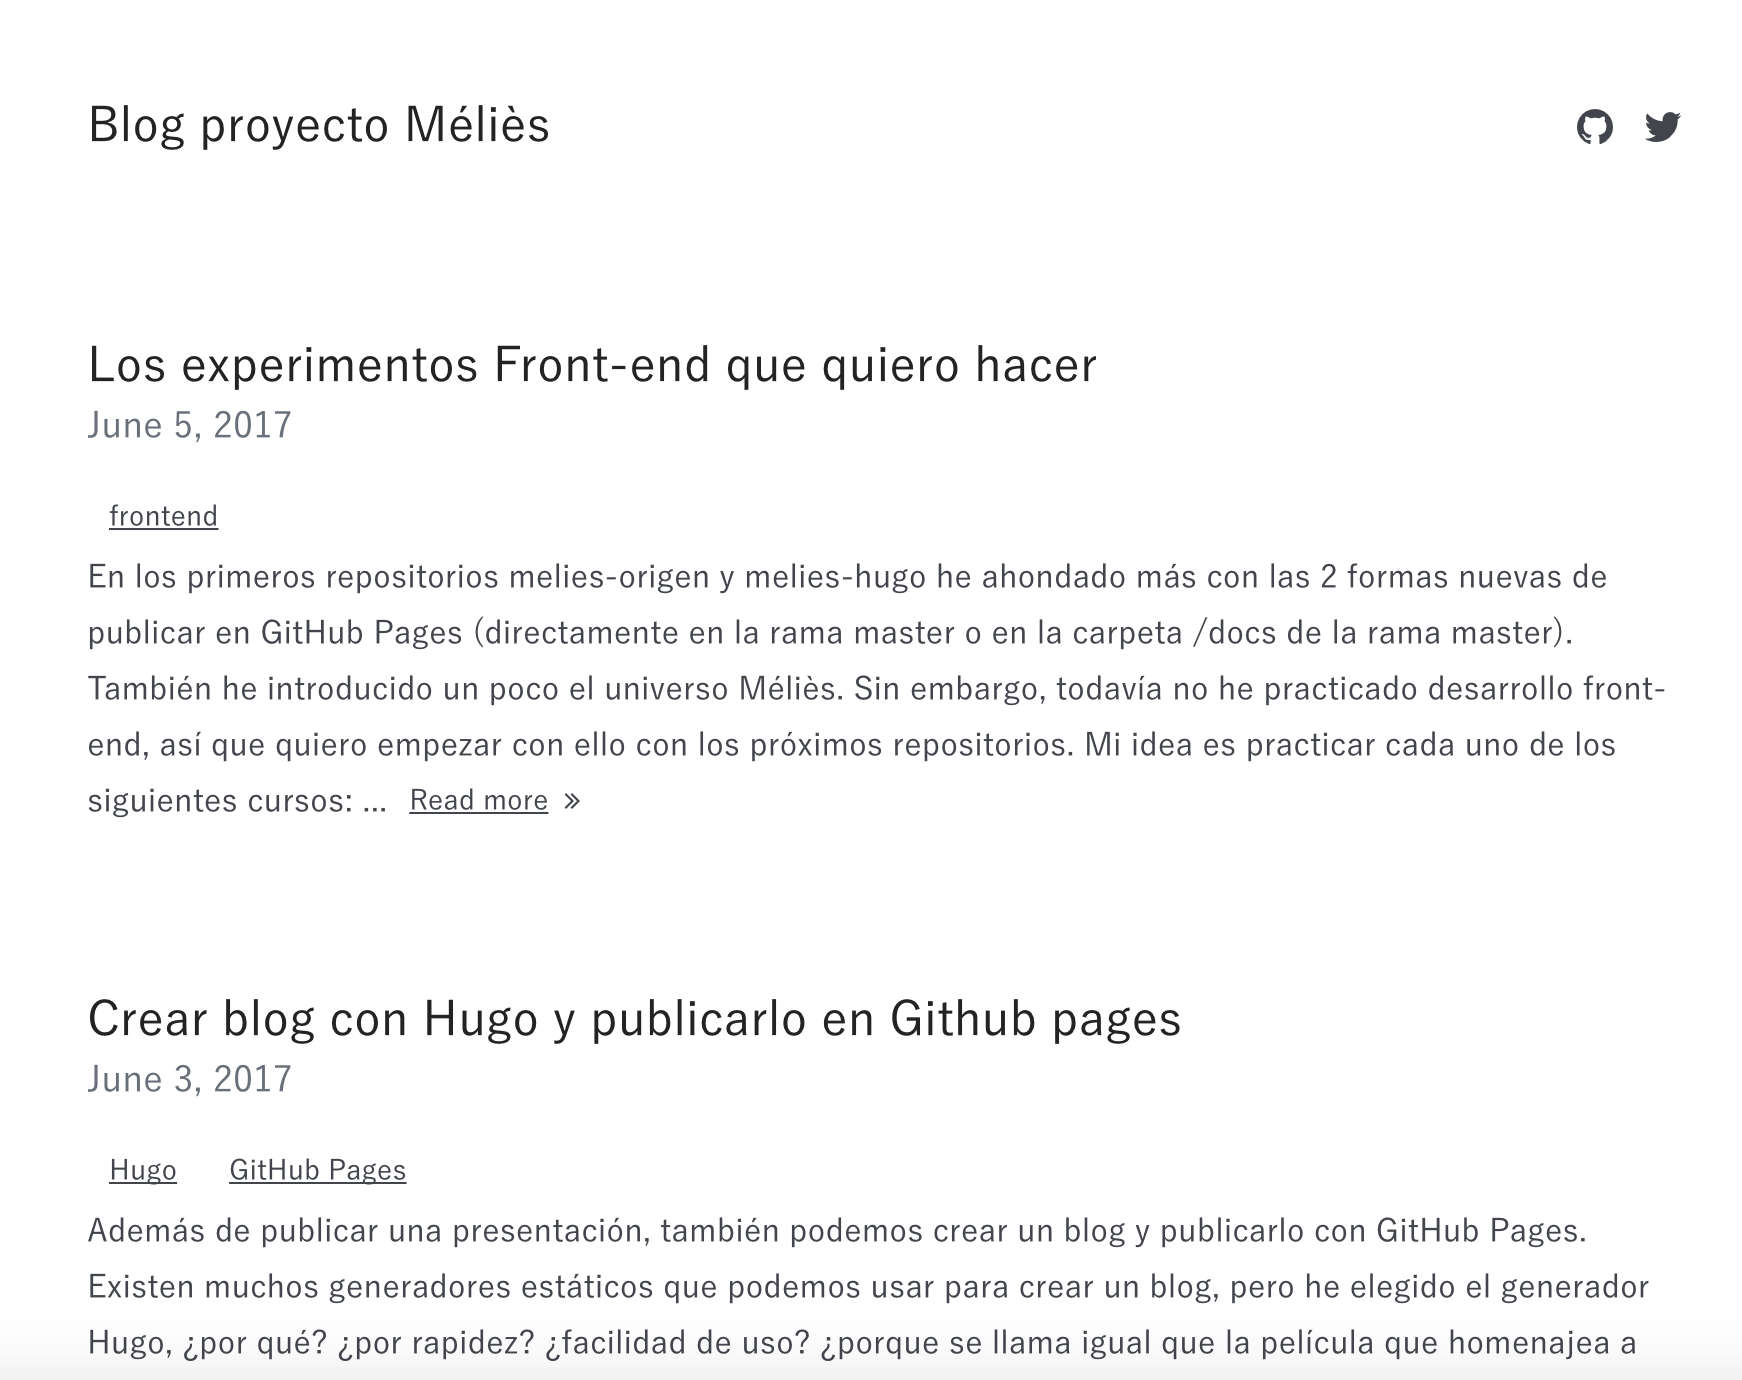 Blog proyecto Méliès
Los experimentos Front-end que quiero hacer
June 5, 2017
frontend
En los primeros repositorios melies-origen y melies-hugo he ahondado más con las 2 formas nuevas de
publicar en GitHub Pages (directamente en la rama master o en la carpeta /docs de la rama master).
También he introducido un poco el universo Méliès. Sin embargo, todavía no he practicado desarrollo front-
end, así que quiero empezar con ello con los próximos repositorios. Mi idea es practicar cada uno de los
siguientes cursos: ... Read more »
Crear blog con Hugo y publicarlo en Github pages
June 3, 2017
Hugo GitHub Pages
Además de publicar una presentación, también podemos crear un blog y publicarlo con GitHub Pages.
Existen muchos generadores estáticos que podemos usar para crear un blog, pero he elegido el generador
Hugo, ¿por qué? ¿por rapidez? ¿facilidad de uso? ¿porque se llama igual que la película que homenajea a